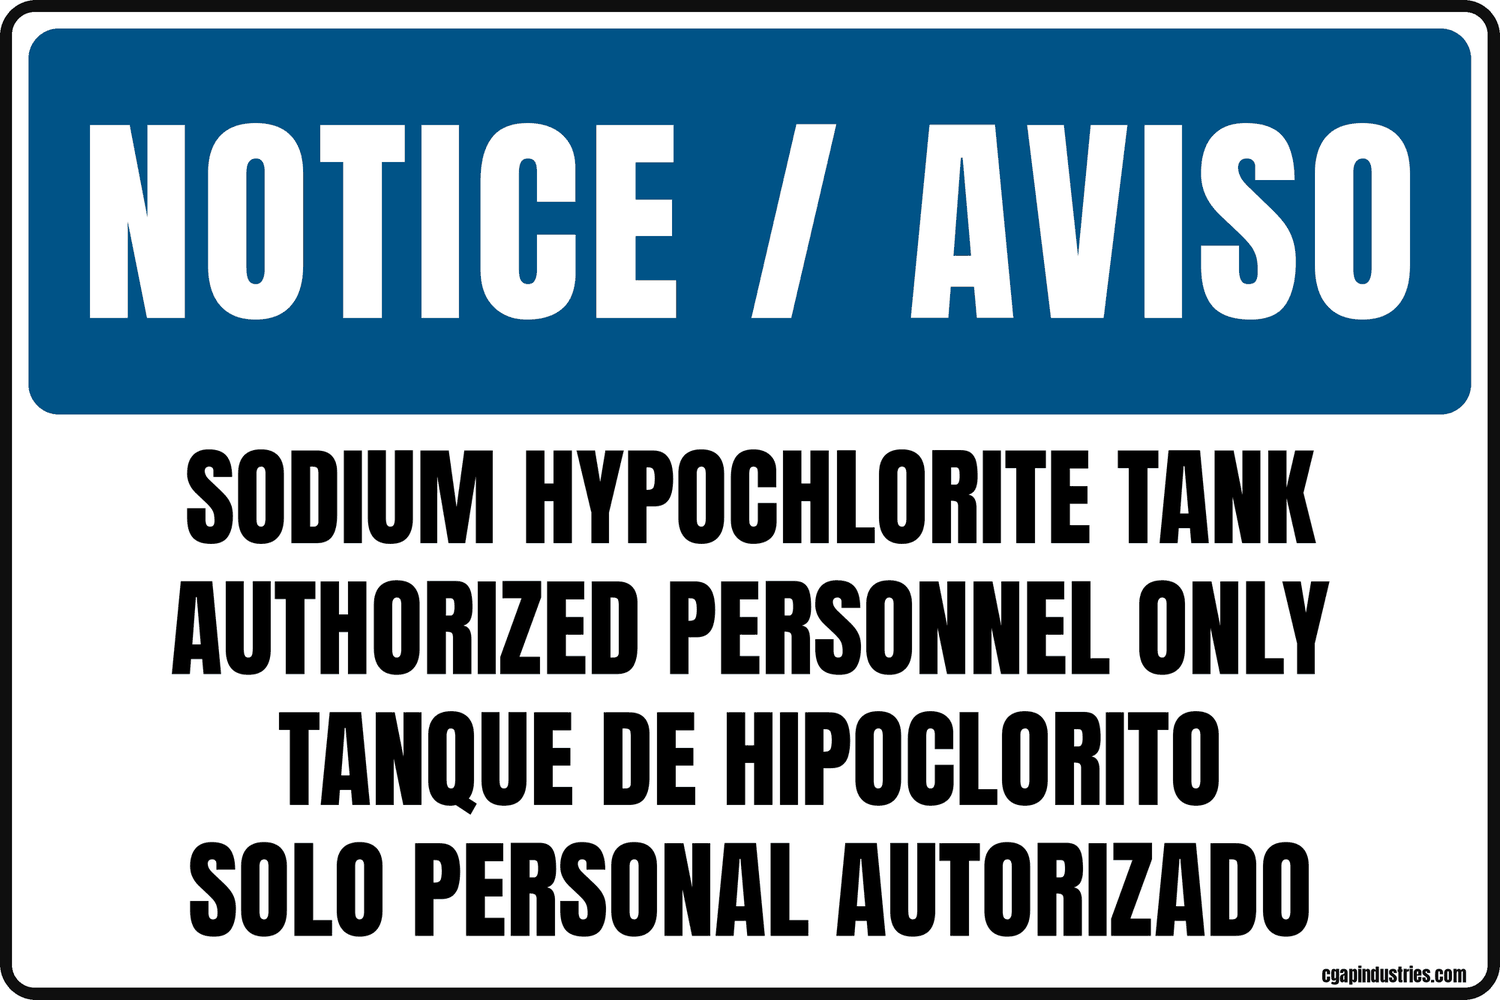 NOTICE / AVISO
SODIUM HYPOCHLORITE TANK
AUTHORIZED PERSONNEL ONLY
TANQUE DE HIPOCLORITO
SOLO PERSONAL AUTORIZADO
cgapindustries.com